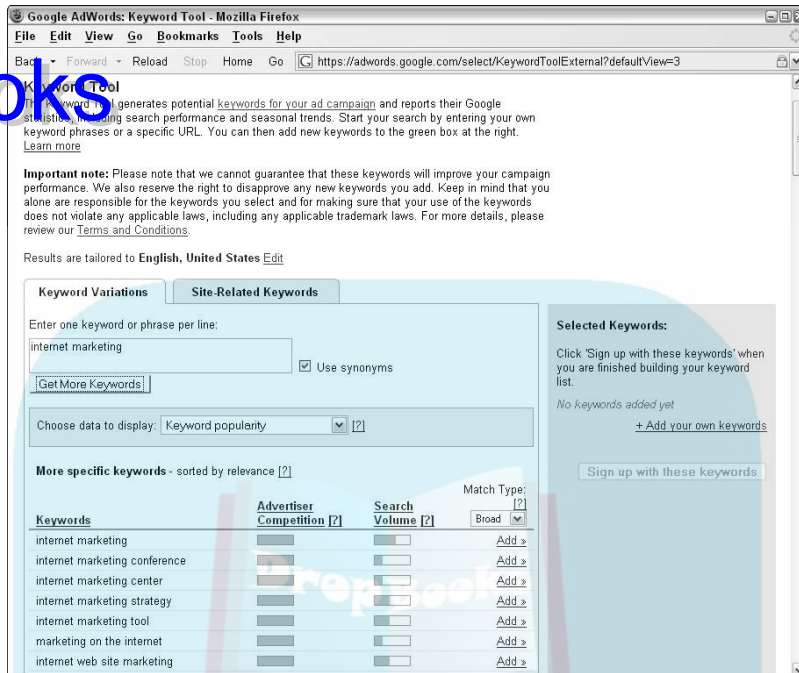 Google AdWords: Keyword Tool - Mozilla Firefox
File Edit View Go Bookmarks Tools Help
Back Forward Reload Stop Home Go G https://adwords.google.com/select/KeywordToolExternal?defaultView=3
oks
Keyword Tool
The Keyword Tool generates potential keywords for your ad campaign and reports their Google
statistics, including search performance and seasonal trends. Start your search by entering your own
keyword phrases or a specific URL. You can then add new keywords to the green box at the right.
Learn more
Important note: Please note that we cannot guarantee that these keywords will improve your campaign
performance. We also reserve the right to disapprove any new keywords you add. Keep in mind that you
alone are responsible for the keywords you select and for making sure that your use of the keywords
does not violate any applicable laws, including any applicable trademark laws. For more details, please
review our Terms and Conditions.
Results are tailored to English, United States Edit
Keyword Variations Site-Related Keywords
Enter one keyword or phrase per line:
internet marketing
Use synonyms
Get More Keywords
Choose data to display: Keyword popularity [?]
More specific keywords - sorted by relevance [?]
Keywords Advertiser Competition [?] Search Volume [?] Match Type: [?] Broad
internet marketing Add »
internet marketing conference Add »
internet marketing center Add »
internet marketing strategy Add »
internet marketing tool Add »
marketing on the internet Add »
internet web site marketing Add »
Selected Keywords:
Click 'Sign up with these keywords' when
you are finished building your keyword
list.
No keywords added yet
+ Add your own keywords
Sign up with these keywords
DropBook